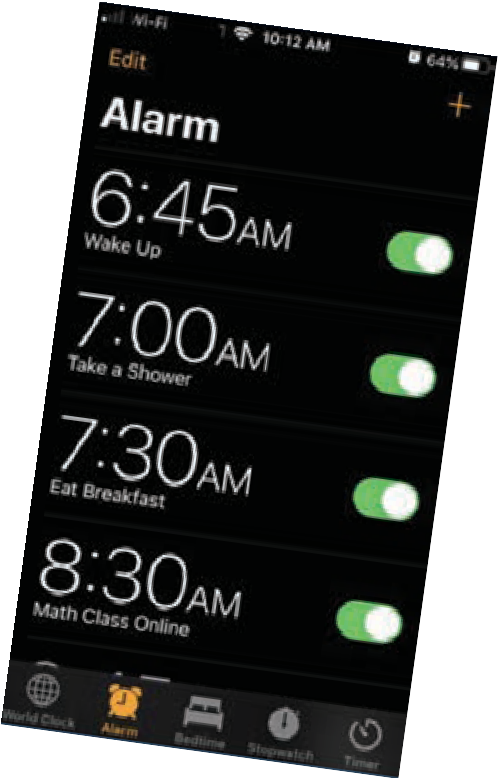 Wi-Fi 10:12 AM 64%
Edit
+
Alarm
6:45AM
Wake Up
7:00AM
Take a Shower
7:30AM
Eat Breakfast
8:30AM
Math Class Online
World Clock Alarm Bedtime Stopwatch Timer